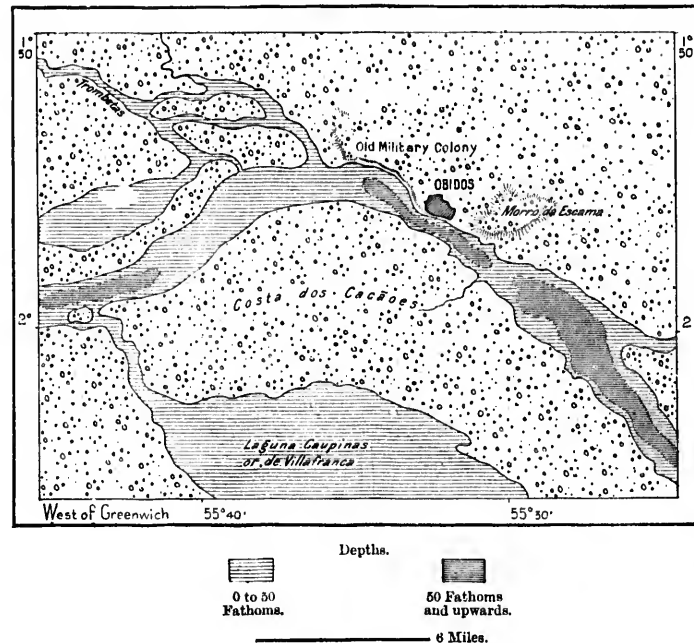 1°
50'
1°
50'
Trombetas
Old Military Colony
OBIDOS
Morro de Escama
Costa dos Cacãoes
2°
2°
Laguna Caupinas
or de Villafranca
West of Greenwich
55°40'
55°30'
Depths.
0 to 50
Fathoms.
50 Fathoms
and upwards.
6 Miles.